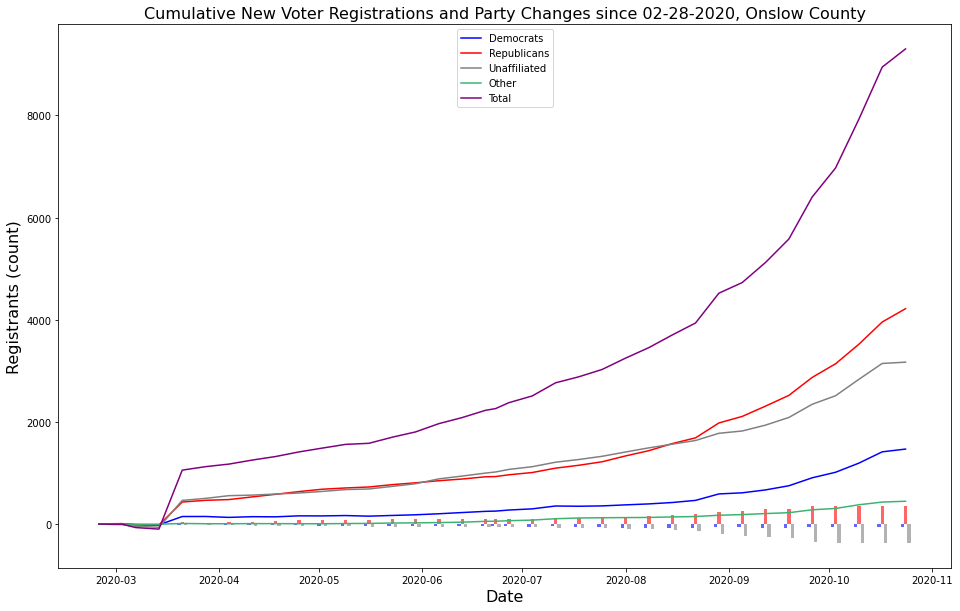 Cumulative New Voter Registrations and Party Changes since 02-28-2020, Onslow County
Democrats
Republicans
Unaffiliated
Other
Total
Registrants (count)
8000
6000
4000
2000
0
2020-03 2020-04 2020-05 2020-06 2020-07 2020-08 2020-09 2020-10 2020-11
Date